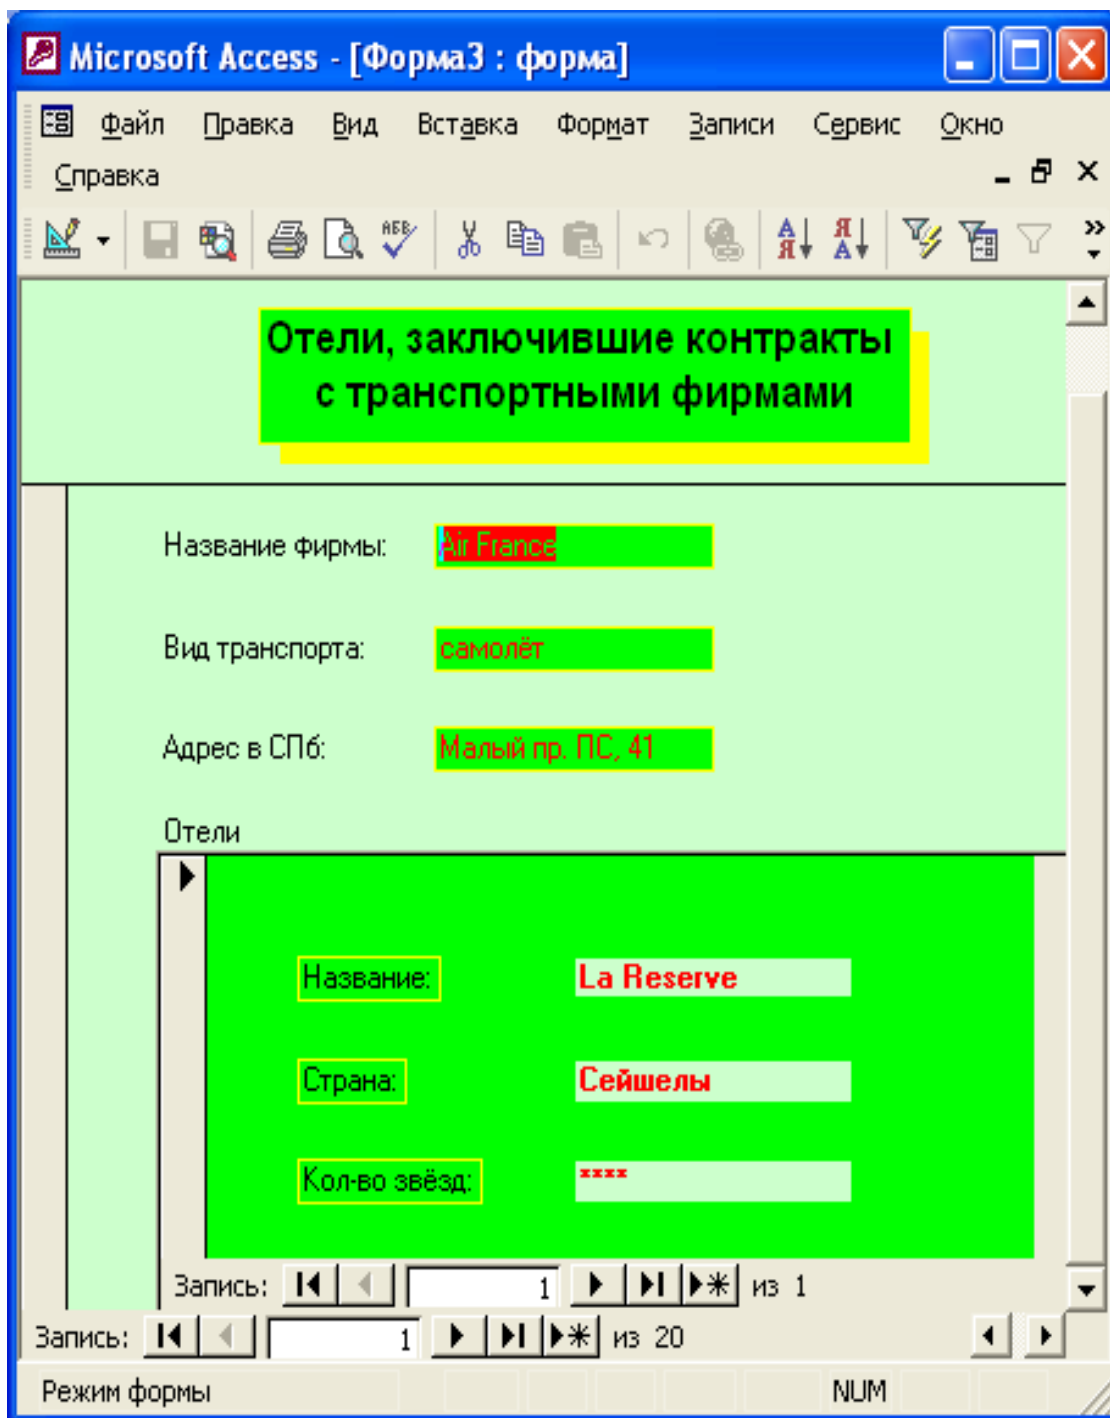 Microsoft Access - [Форма3 : форма]
Файл Правка Вид Вставка Формат Записи Сервис Окно
Справка
Отели, заключившие контракты
с транспортными фирмами
Название фирмы: Air France
Вид транспорта: самолёт
Адрес в СПб: Малый пр. ПС, 41
Отели
Название: La Reserve
Страна: Сейшелы
Кол-во звёзд: ****
Запись: 1 из 1
Запись: 1 из 20
Режим формы NUM